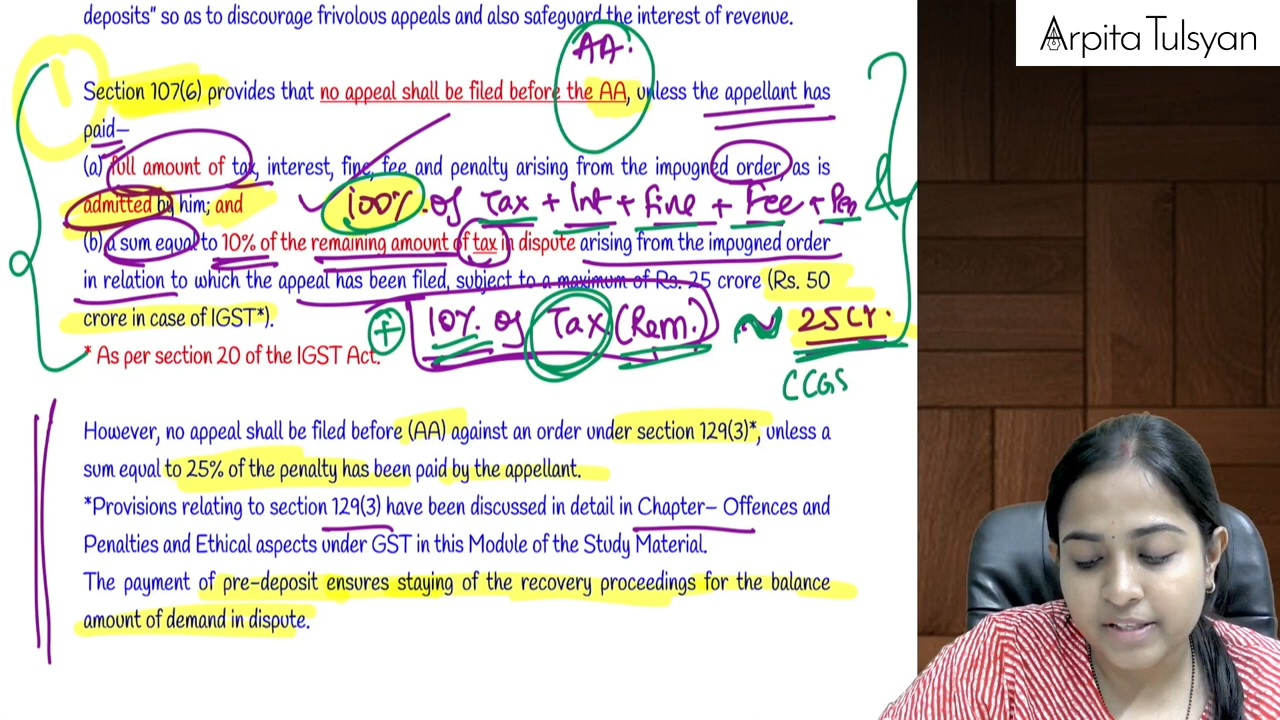 deposits" so as to discourage frivolous appeals and also safeguard the interest of revenue.
Arpita Tulsyan
AA.
1
Section 107(6) provides that no appeal shall be filed before the AA, unless the appellant has
paid–
(a) full amount of tax, interest, fine, fee and penalty arising from the impugned order, as is
admitted by him; and
100% of Tax + Int + Fine + Fee + Pen
(b) a sum equal to 10% of the remaining amount of tax in dispute arising from the impugned order
in relation to which the appeal has been filed, subject to a maximum of Rs. 25 crore (Rs. 50
crore in case of IGST*).
+ 10% of Tax (Rem.) ~ 25 Cr.
* As per section 20 of the IGST Act.
CCGS
However, no appeal shall be filed before (AA) against an order under section 129(3)*, unless a
sum equal to 25% of the penalty has been paid by the appellant.
*Provisions relating to section 129(3) have been discussed in detail in Chapter– Offences and
Penalties and Ethical aspects under GST in this Module of the Study Material.
The payment of pre-deposit ensures staying of the recovery proceedings for the balance
amount of demand in dispute.